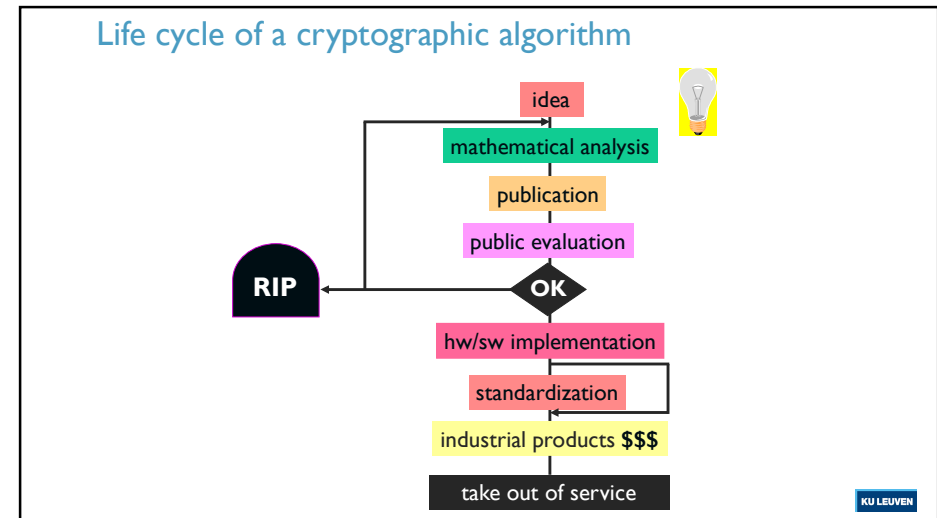 Life cycle of a cryptographic algorithm
idea
mathematical analysis
publication
public evaluation
RIP
OK
hw/sw implementation
standardization
industrial products $$$
take out of service
KU LEUVEN